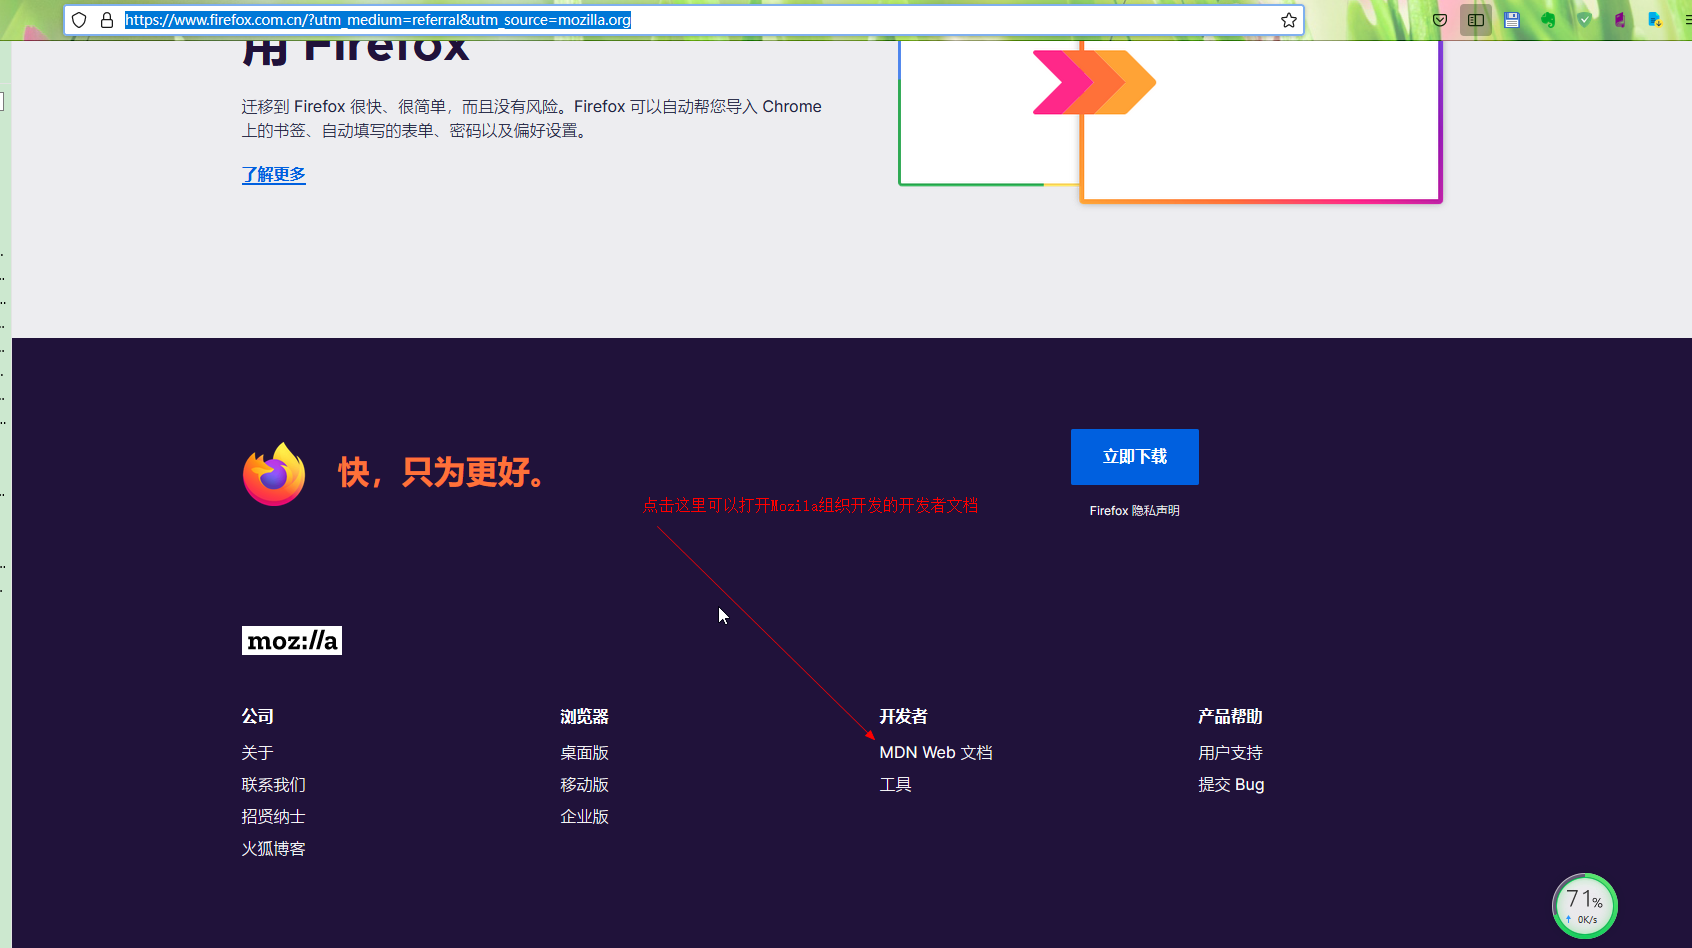 https://www.firefox.com.cn/?utm_medium=referral&utm_source=mozilla.org
用 Firefox
迁移到 Firefox 很快、很简单，而且没有风险。Firefox 可以自动帮您导入 Chrome
上的书签、自动填写的表单、密码以及偏好设置。
了解更多
快，只为更好。
立即下载
点击这里可以打开Mozila组织开发的开发者文档
Firefox 隐私声明
moz://a
公司
关于
联系我们
招贤纳士
火狐博客
浏览器
桌面版
移动版
企业版
开发者
MDN Web 文档
工具
产品帮助
用户支持
提交 Bug
71%
↑ 0K/s